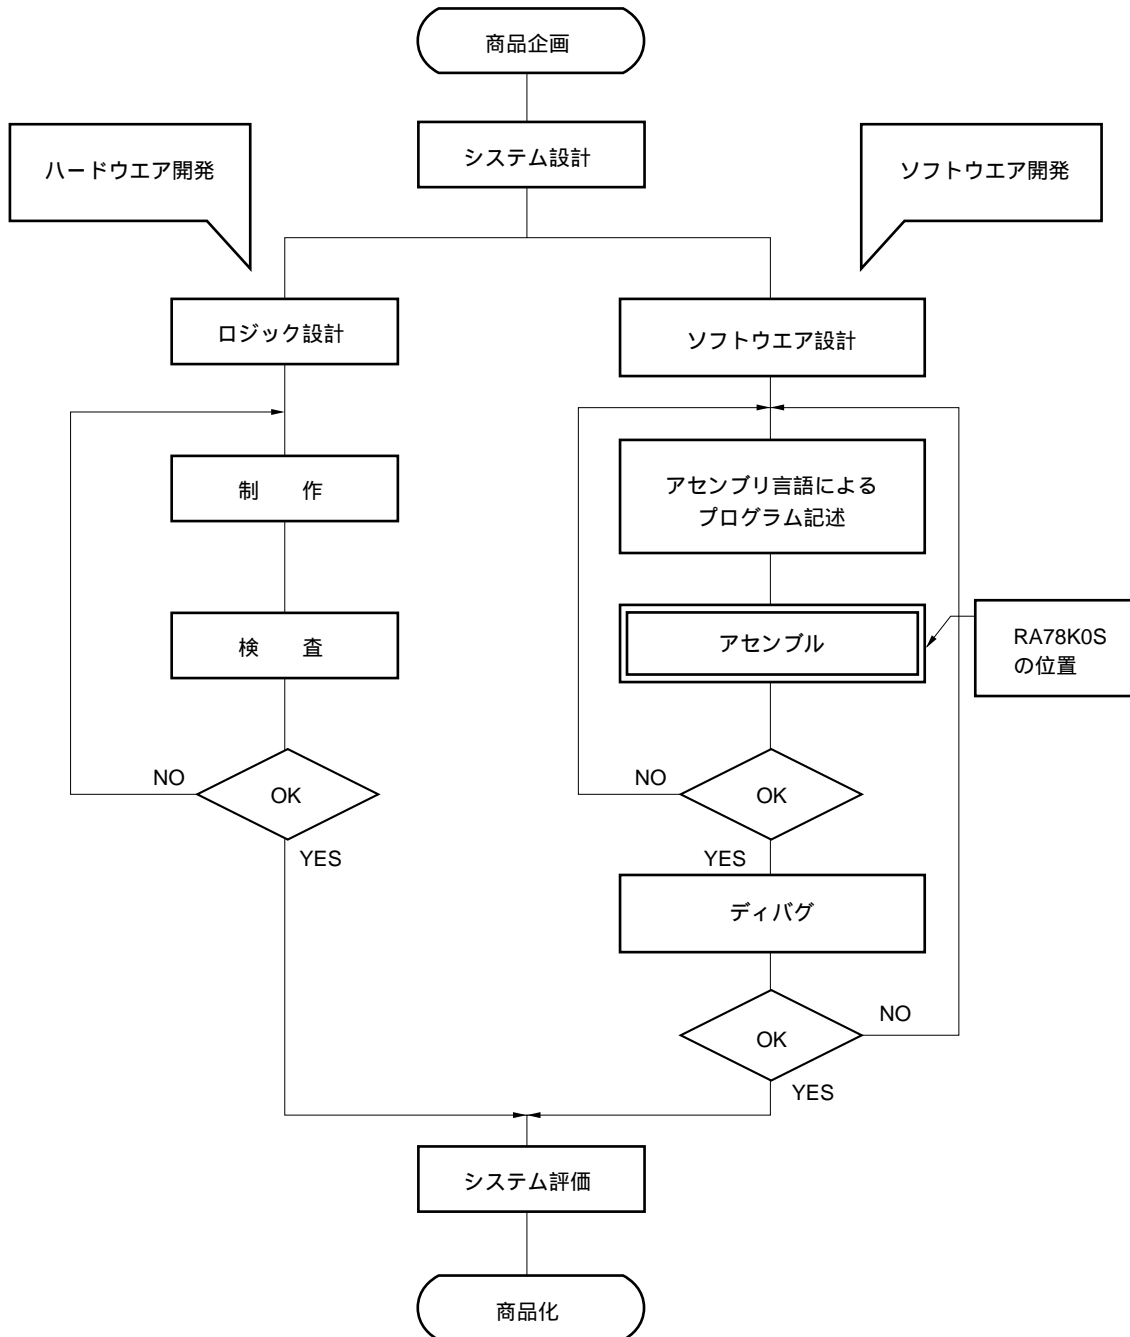 商品企画
システム設計
ハードウエア開発
ソフトウエア開発
ロジック設計
ソフトウエア設計
制　作
アセンブリ言語による
プログラム記述
検　査
アセンブル
RA78K0S
の位置
NO
OK
YES
NO
OK
YES
ディバグ
OK
NO
YES
システム評価
商品化